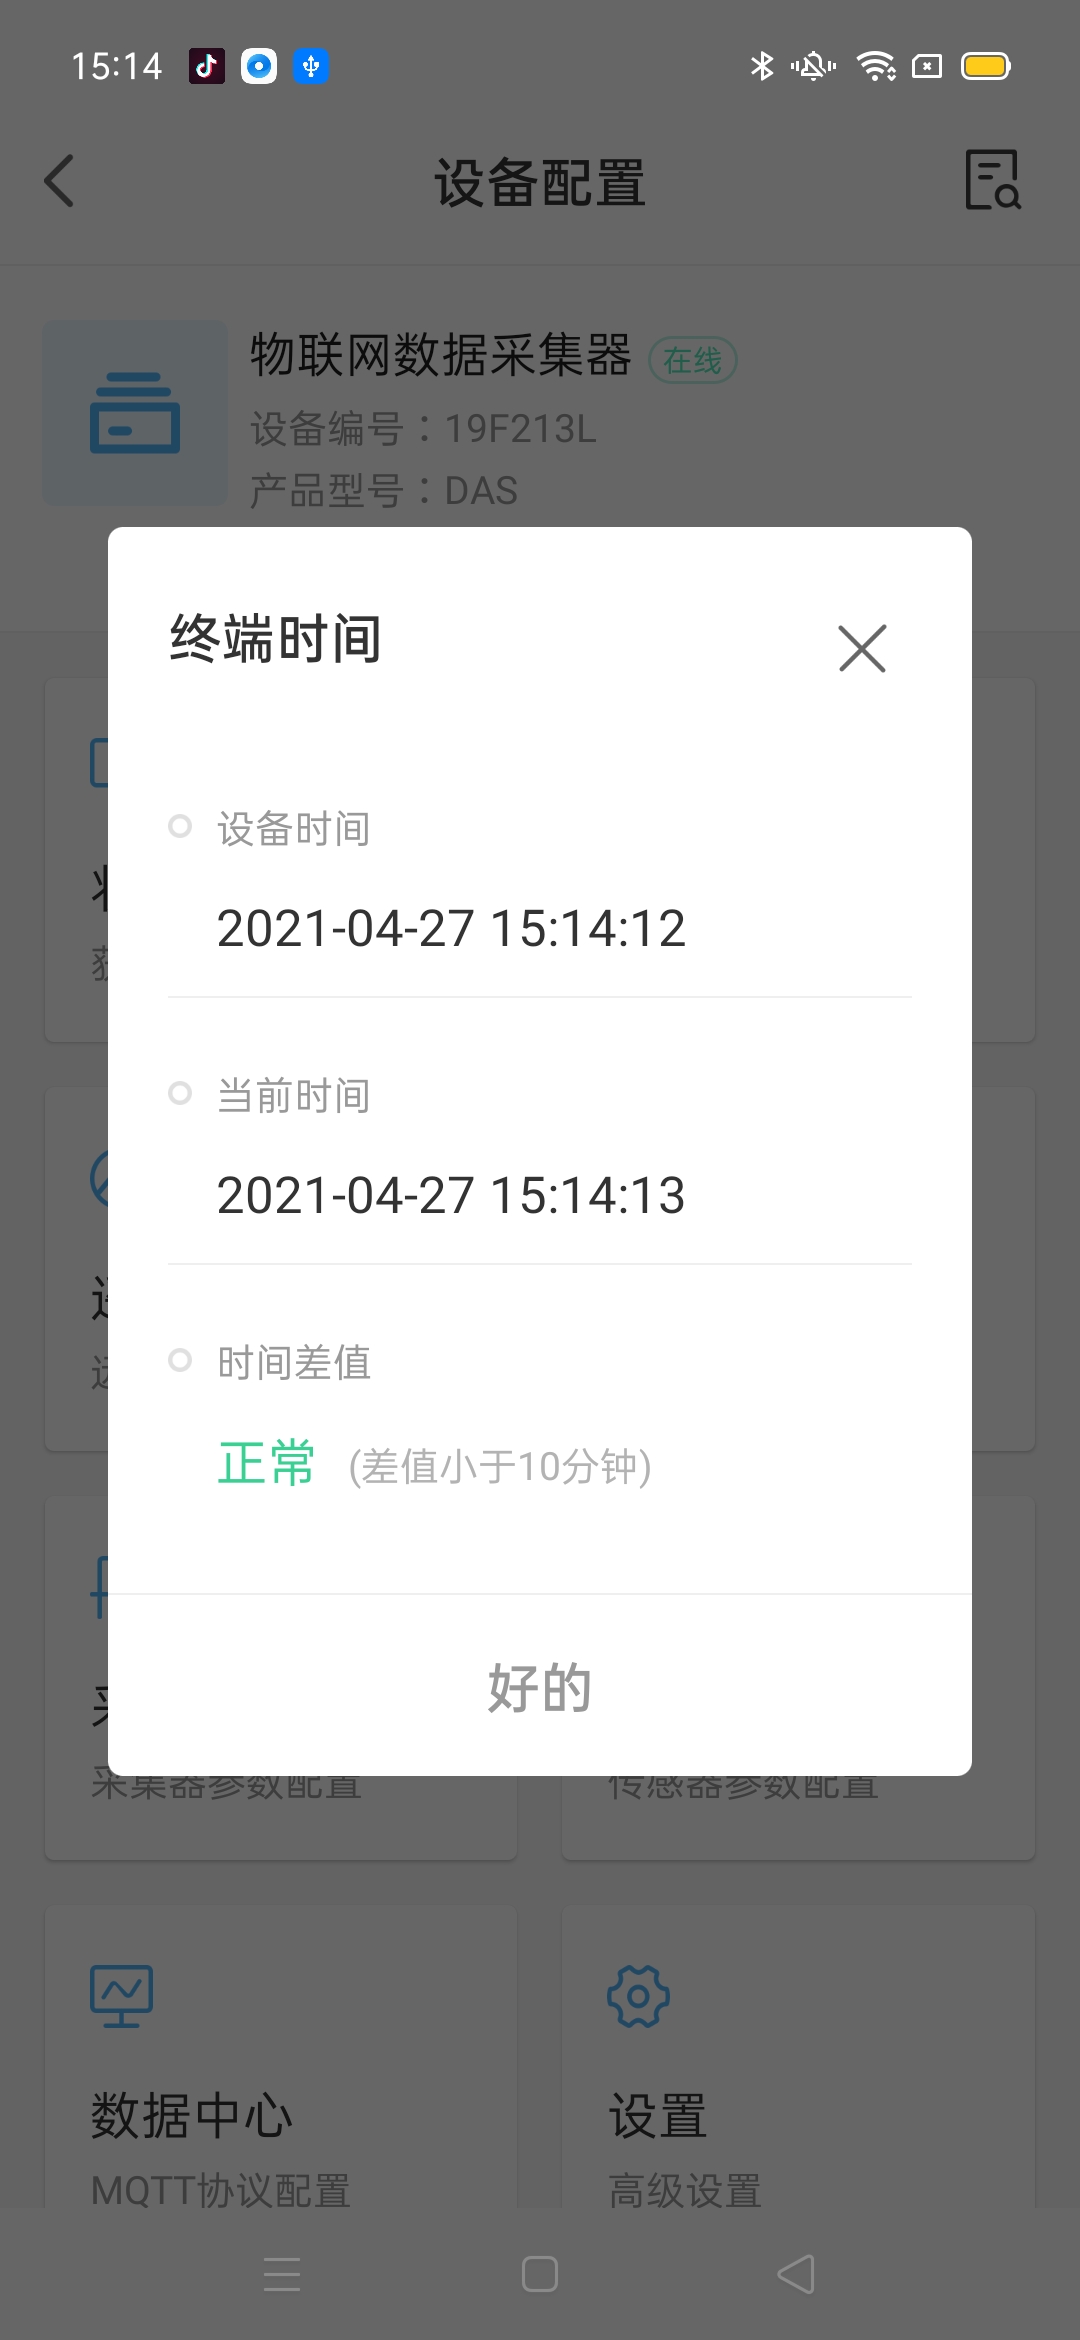 15:14
设备配置
物联网数据采集器 在线
设备编号：19F213L
产品型号：DAS
终端时间
设备时间
2021-04-27 15:14:12
当前时间
2021-04-27 15:14:13
时间差值
正常 (差值小于10分钟)
好的
采集器参数配置
传感器参数配置
数据中心
MQTT协议配置
设置
高级设置